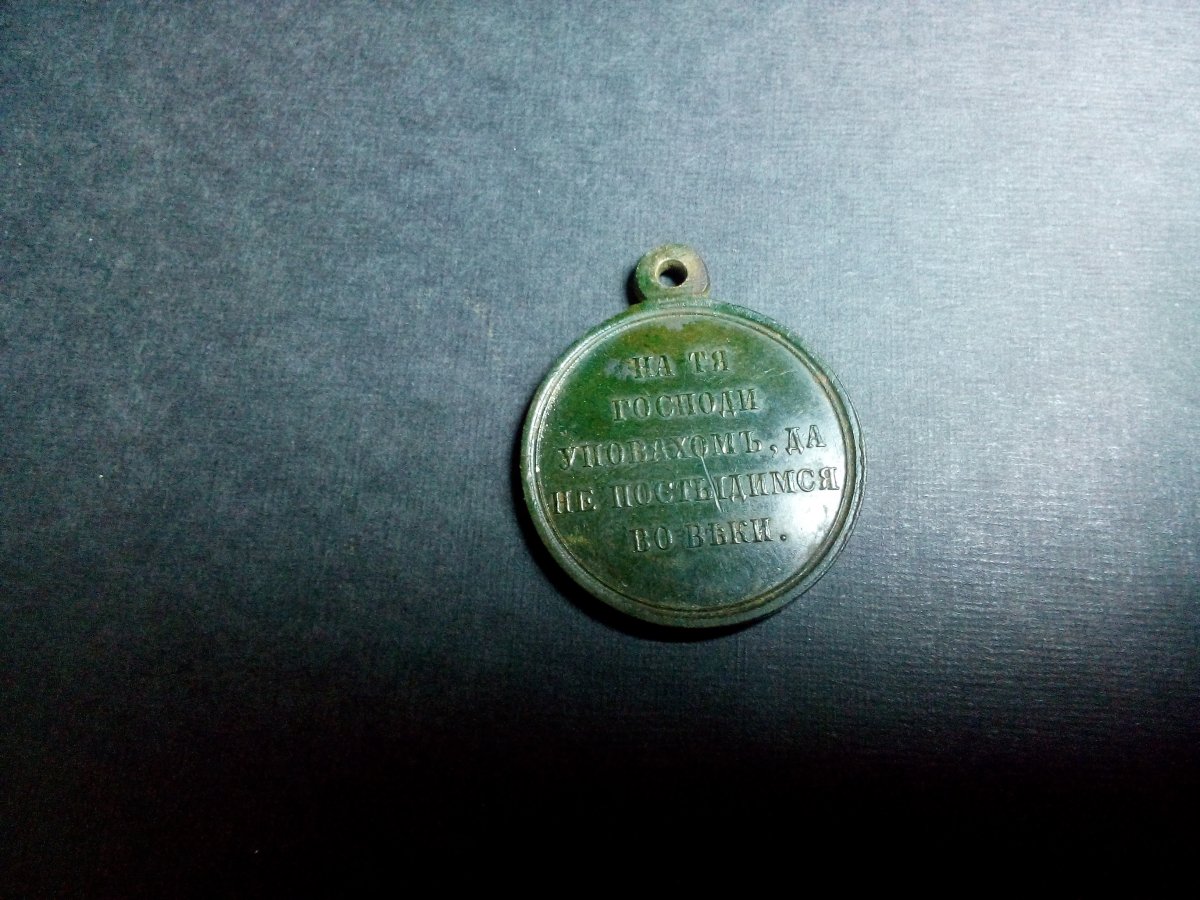 НА ТЯ
ГОСПОДИ
УПОВАХОМЪ, ДА
НЕ ПОСТЫДИМСЯ
ВО ВѢКИ.